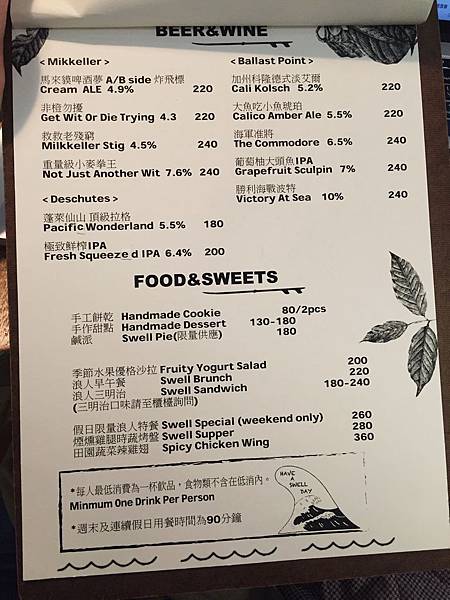 BEER&WINE
<Mikkeller>
馬來貘啤酒夢 A/B side 炸飛標
Cream ALE 4.9% 220
非橙勿擾
Get Wit Or Die Trying 4.3 220
救救老殘窮
Milkkeller Stig 4.5% 240
重量級小麥拳王
Not Just Another Wit 7.6% 240
<Deschutes>
蓬萊仙山 頂級拉格
Pacific Wonderland 5.5% 180
極致鮮榨IPA
Fresh Squeeze d IPA 6.4% 200
<Ballast Point>
加州科隆德式淡艾爾
Cali Kolsch 5.2% 220
大魚吃小魚琥珀
Calico Amber Ale 5.5% 220
海軍准將
The Commodore 6.5% 240
葡萄柚大頭魚IPA
Grapefruit Sculpin 7% 240
勝利海戰波特
Victory At Sea 10% 240
FOOD&SWEETS
手工餅乾 Handmade Cookie 80/2pcs
手作甜點 Handmade Dessert 130-180
鹹派 Swell Pie(限量供應) 180
季節水果優格沙拉 Fruity Yogurt Salad 200
浪人早午餐 Swell Brunch 220
浪人三明治 Swell Sandwich 180-240
(三明治口味請至櫃檯詢問)
假日限量浪人特餐 Swell Special (weekend only) 260
煙燻雞腿時蔬烤盤 Swell Supper 280
田園蔬菜辣雞翅 Spicy Chicken Wing 360
*每人最低消費為一杯飲品，食物類不含在低消內。
Minmum One Drink Per Person
*週末及連續假日用餐時間為90分鐘
HAVE
A
SWELL
DAY